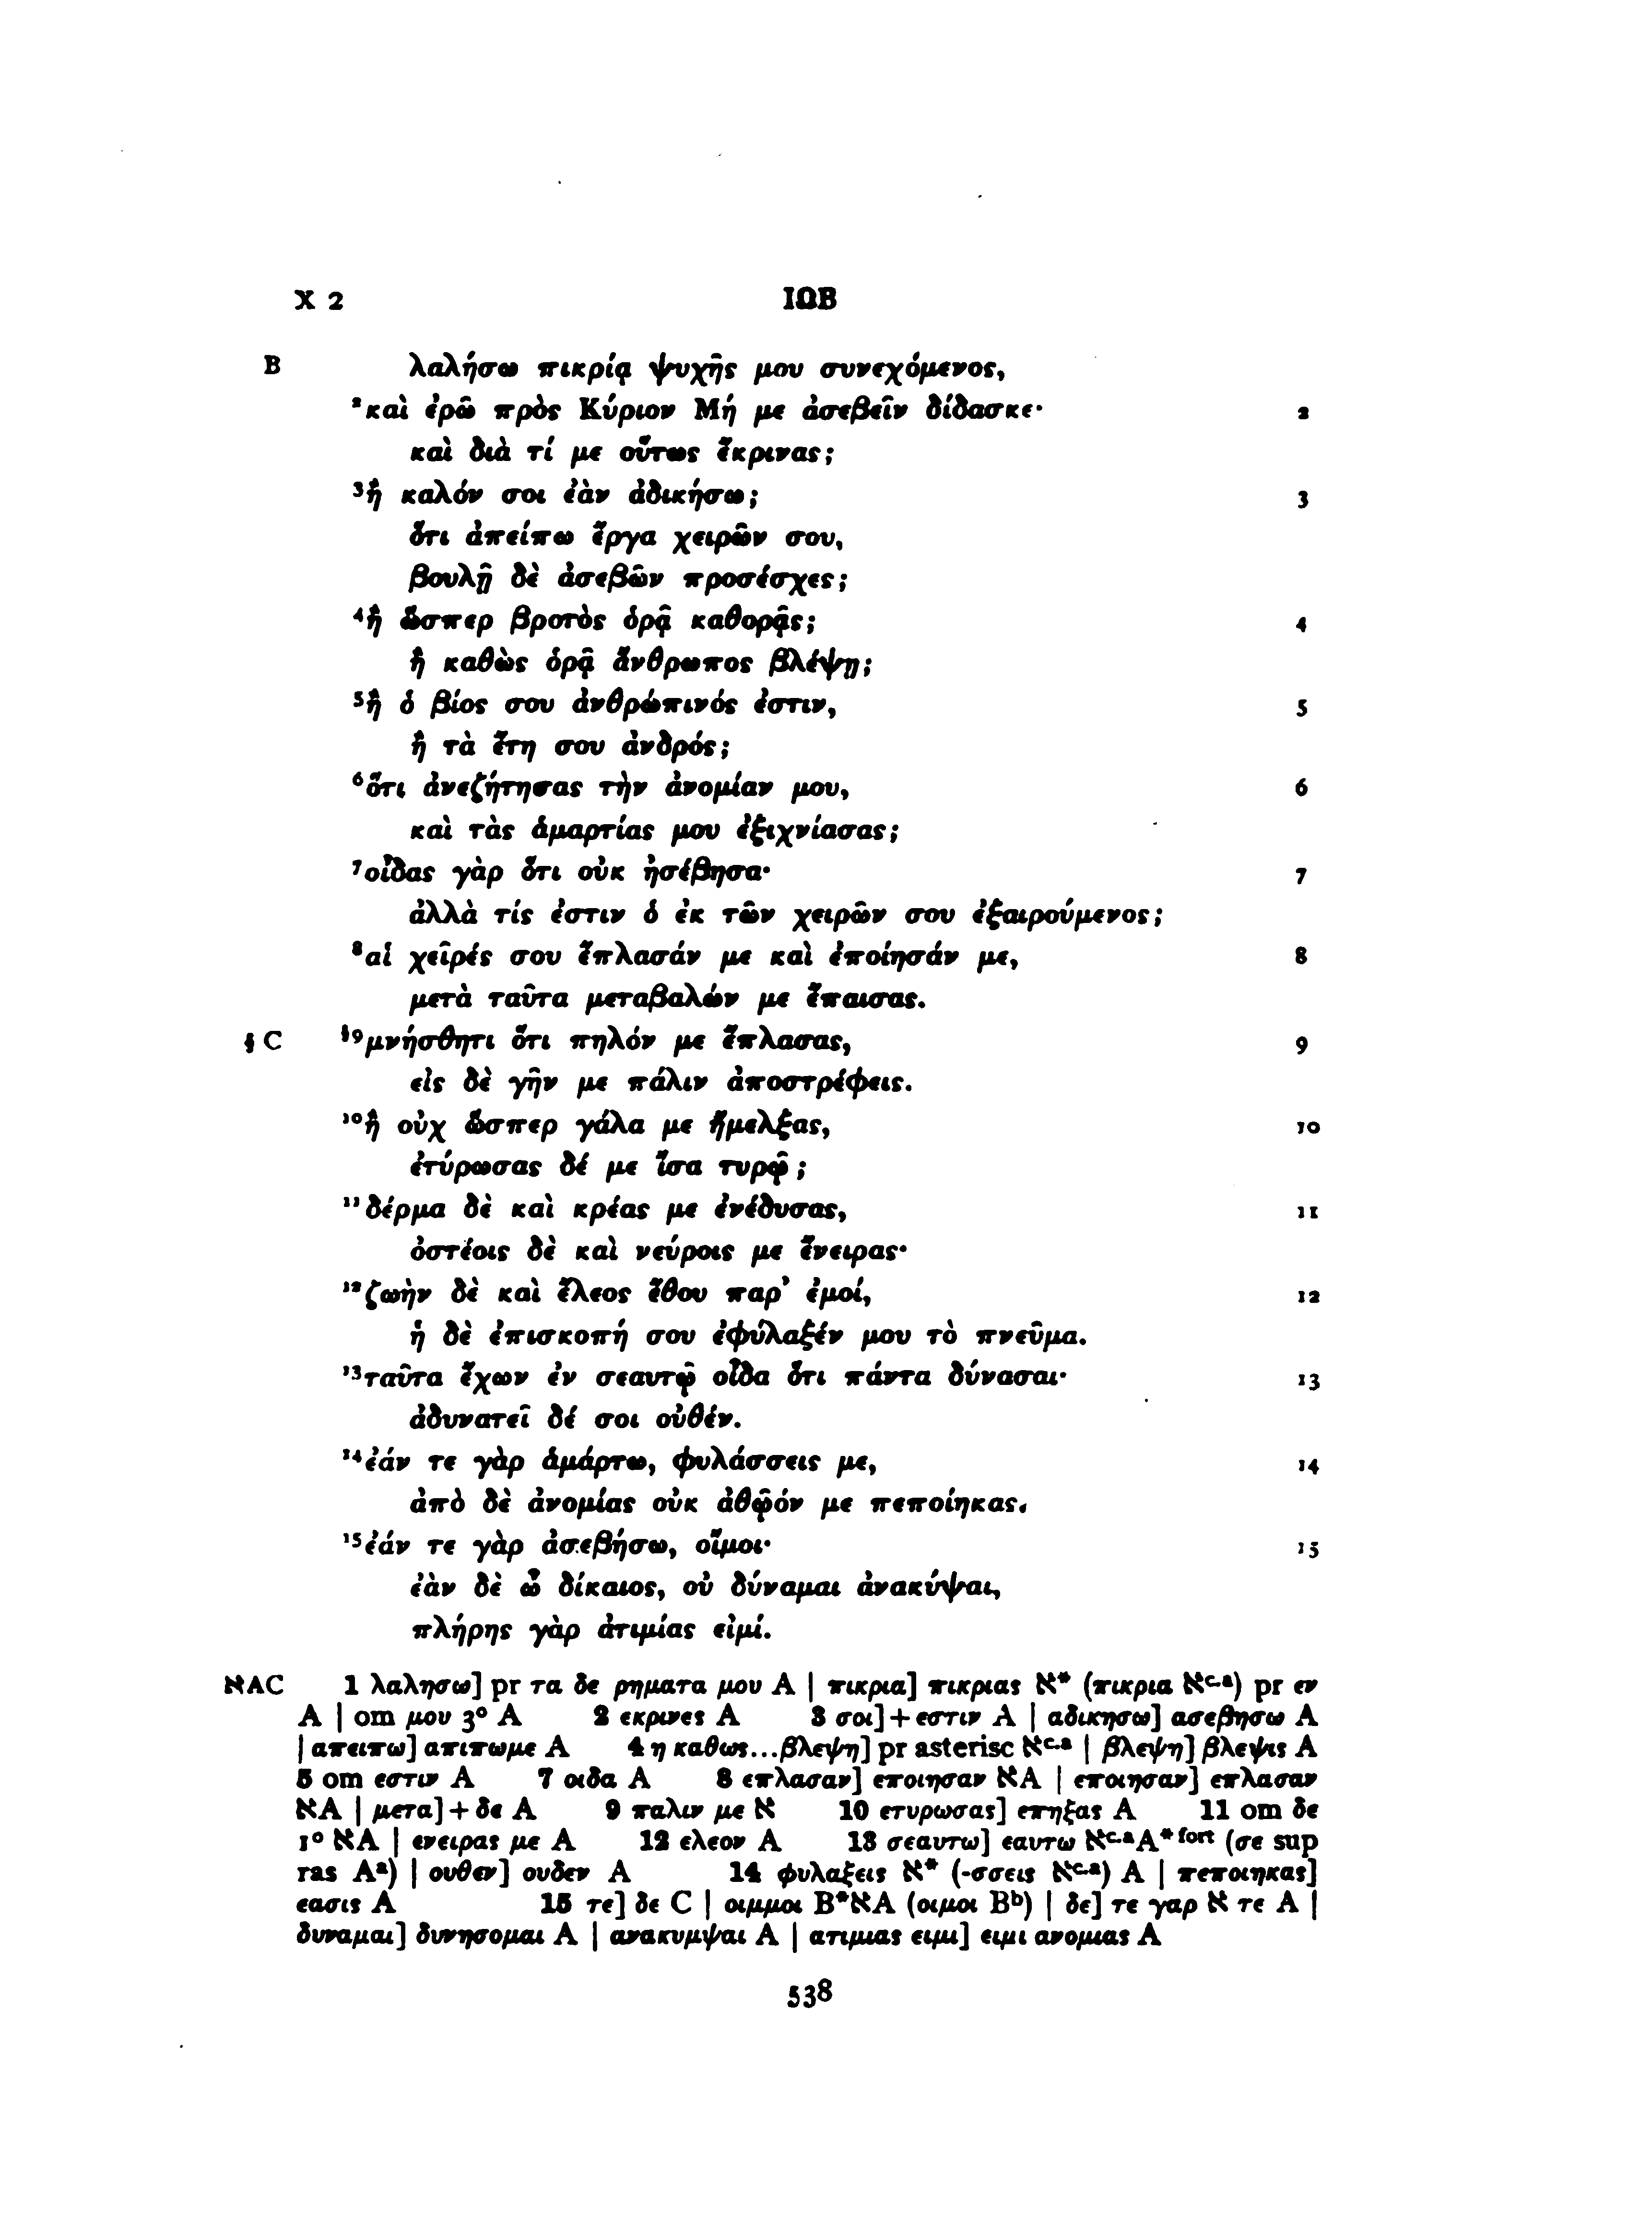 X 2 ΙΩΒ
B λαλήσω πικρίᾳ ψυχῆς μου συνεχόμενος,
²καὶ ἐρῶ πρὸς Κύριον Μή με ἀσεβεῖν δίδασκε· 2
καὶ διὰ τί με οὕτως ἔκρινας;
³ἢ καλόν σοι ἐὰν ἀδικήσω; 3
ὅτι ἀπείπω ἔργα χειρῶν σου,
βουλῇ δὲ ἀσεβῶν προσέσχες;
⁴ἢ ὥσπερ βροτὸς ὁρᾷ καθορᾷς; 4
ἢ καθὼς ὁρᾷ ἄνθρωπος βλέψῃ;
⁵ἢ ὁ βίος σου ἀνθρώπινός ἐστιν, 5
ἢ τὰ ἔτη σου ἀνδρός;
⁶ὅτι ἀνεζήτησας τὴν ἀνομίαν μου, 6
καὶ τὰς ἁμαρτίας μου ἐξιχνίασας;
⁷οἶδας γὰρ ὅτι οὐκ ἠσέβησα· 7
ἀλλὰ τίς ἐστιν ὁ ἐκ τῶν χειρῶν σου ἐξαιρούμενος;
⁸αἱ χεῖρές σου ἔπλασάν με καὶ ἐποίησάν με, 8
μετὰ ταῦτα μεταβαλών με ἔπαισας.
§ C §⁹μνήσθητι ὅτι πηλόν με ἔπλασας, 9
εἰς δὲ γῆν με πάλιν ἀποστρέφεις.
¹⁰ἢ οὐχ ὥσπερ γάλα με ἤμελξας, 10
ἐτύρωσας δέ με ἴσα τυρῷ;
¹¹δέρμα δὲ καὶ κρέας με ἐνέδυσας, 11
ὀστέοις δὲ καὶ νεύροις με ἔνειρας·
¹²ζωὴν δὲ καὶ ἔλεος ἔθου παρ’ ἐμοί, 12
ἡ δὲ ἐπισκοπή σου ἐφύλαξέν μου τὸ πνεῦμα.
¹³ταῦτα ἔχων ἐν σεαυτῷ οἶδα ὅτι πάντα δύνασαι· 13
ἀδυνατεῖ δέ σοι οὐθέν.
¹⁴ἐάν τε γὰρ ἁμάρτω, φυλάσσεις με, 14
ἀπὸ δὲ ἀνομίας οὐκ ἀθῷόν με πεποίηκας.
¹⁵ἐάν τε γὰρ ἀσεβήσω, οἴμοι· 15
ἐὰν δὲ ὦ δίκαιος, οὐ δύναμαι ἀνακύψαι,
πλήρης γὰρ ἀτιμίας εἰμί.
אAC 1 λαλησω] pr τα δε ρηματα μου A | πικρια] πικριας א* (πικρια אc.a) pr εν
A | om μου 3° A 2 εκρινες A 3 σοι]+εστιν A | αδικησω] ασεβησω A
| απειπω] απιπωμε A 4 η καθως...βλεψη] pr asterisc אc.a | βλεψη] βλεψις A
5 om εστιν A 7 οιδα A 8 επλασαν] εποιησαν אA | εποιησαν] επλασαν
אA | μετα]+δε A 9 παλιν με א 10 ετυρωσας] επηξας A 11 om δε
1° אA | ενειρας με A 12 ελεον A 13 σεαυτω] εαυτω אc.aA*fort (σε sup
ras Aa) | ουθεν] ουδεν A 14 φυλαξεις א* (-σσεις אc.a) A | πεποιηκας]
εασις A 15 τε] δε C | οιμμοι B*אA (οιμοι Bb) | δε] τε γαρ א τε A |
δυναμαι] δυνησομαι A | ανακυμψαι A | ατιμιας ειμι] ειμι ανομιας A
538